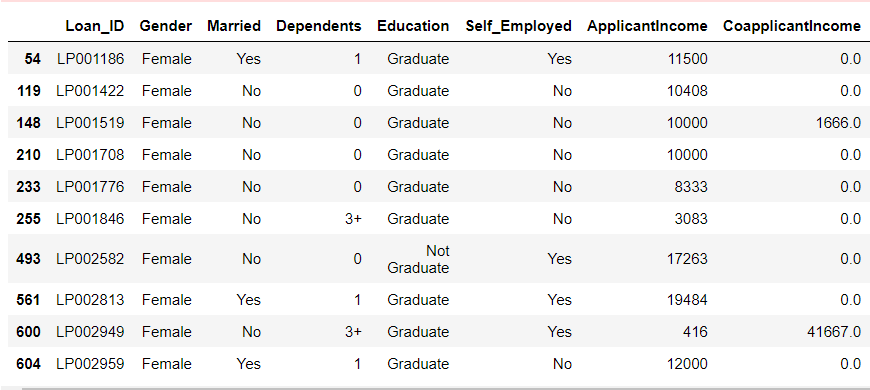 Loan_ID Gender Married Dependents Education Self_Employed ApplicantIncome CoapplicantIncome
54 LP001186 Female Yes 1 Graduate Yes 11500 0.0
119 LP001422 Female No 0 Graduate No 10408 0.0
148 LP001519 Female No 0 Graduate No 10000 1666.0
210 LP001708 Female No 0 Graduate No 10000 0.0
233 LP001776 Female No 0 Graduate No 8333 0.0
255 LP001846 Female No 3+ Graduate No 3083 0.0
493 LP002582 Female No 0 Not Graduate Yes 17263 0.0
561 LP002813 Female Yes 1 Graduate Yes 19484 0.0
600 LP002949 Female No 3+ Graduate Yes 416 41667.0
604 LP002959 Female Yes 1 Graduate No 12000 0.0